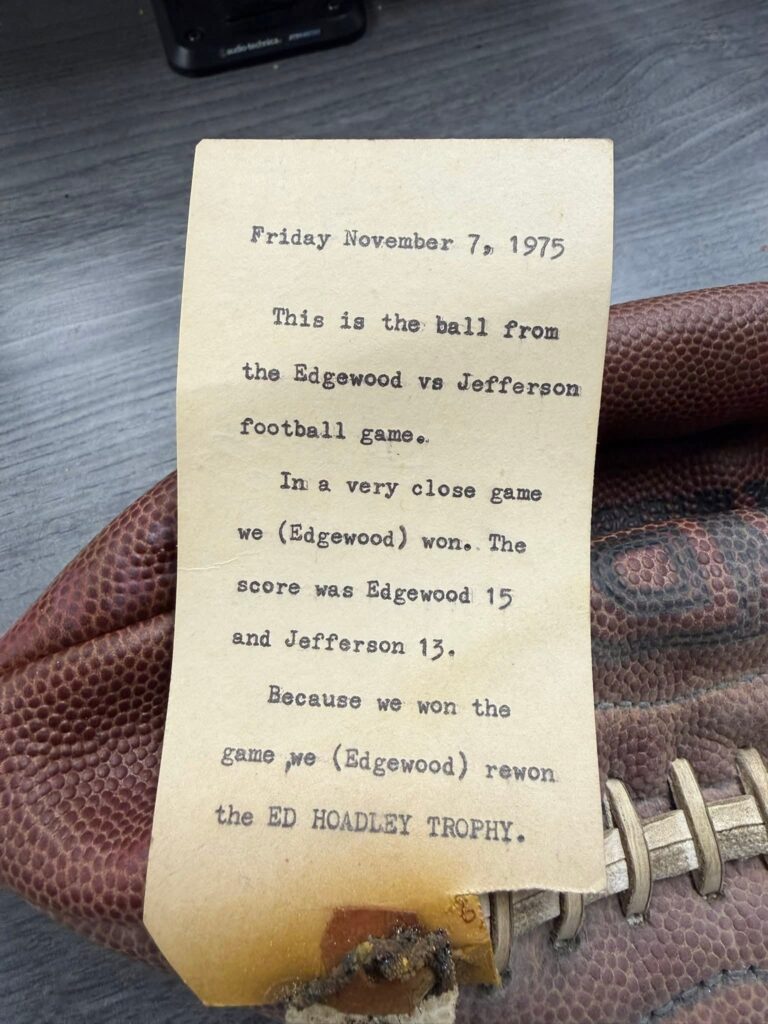 audio-technica
Friday November 7, 1975
This is the ball from
the Edgewood vs Jefferson
football game.
In a very close game
we (Edgewood) won. The
score was Edgewood 15
and Jefferson 13.
Because we won the
game ,we (Edgewood) rewon
the ED HOADLEY TROPHY.